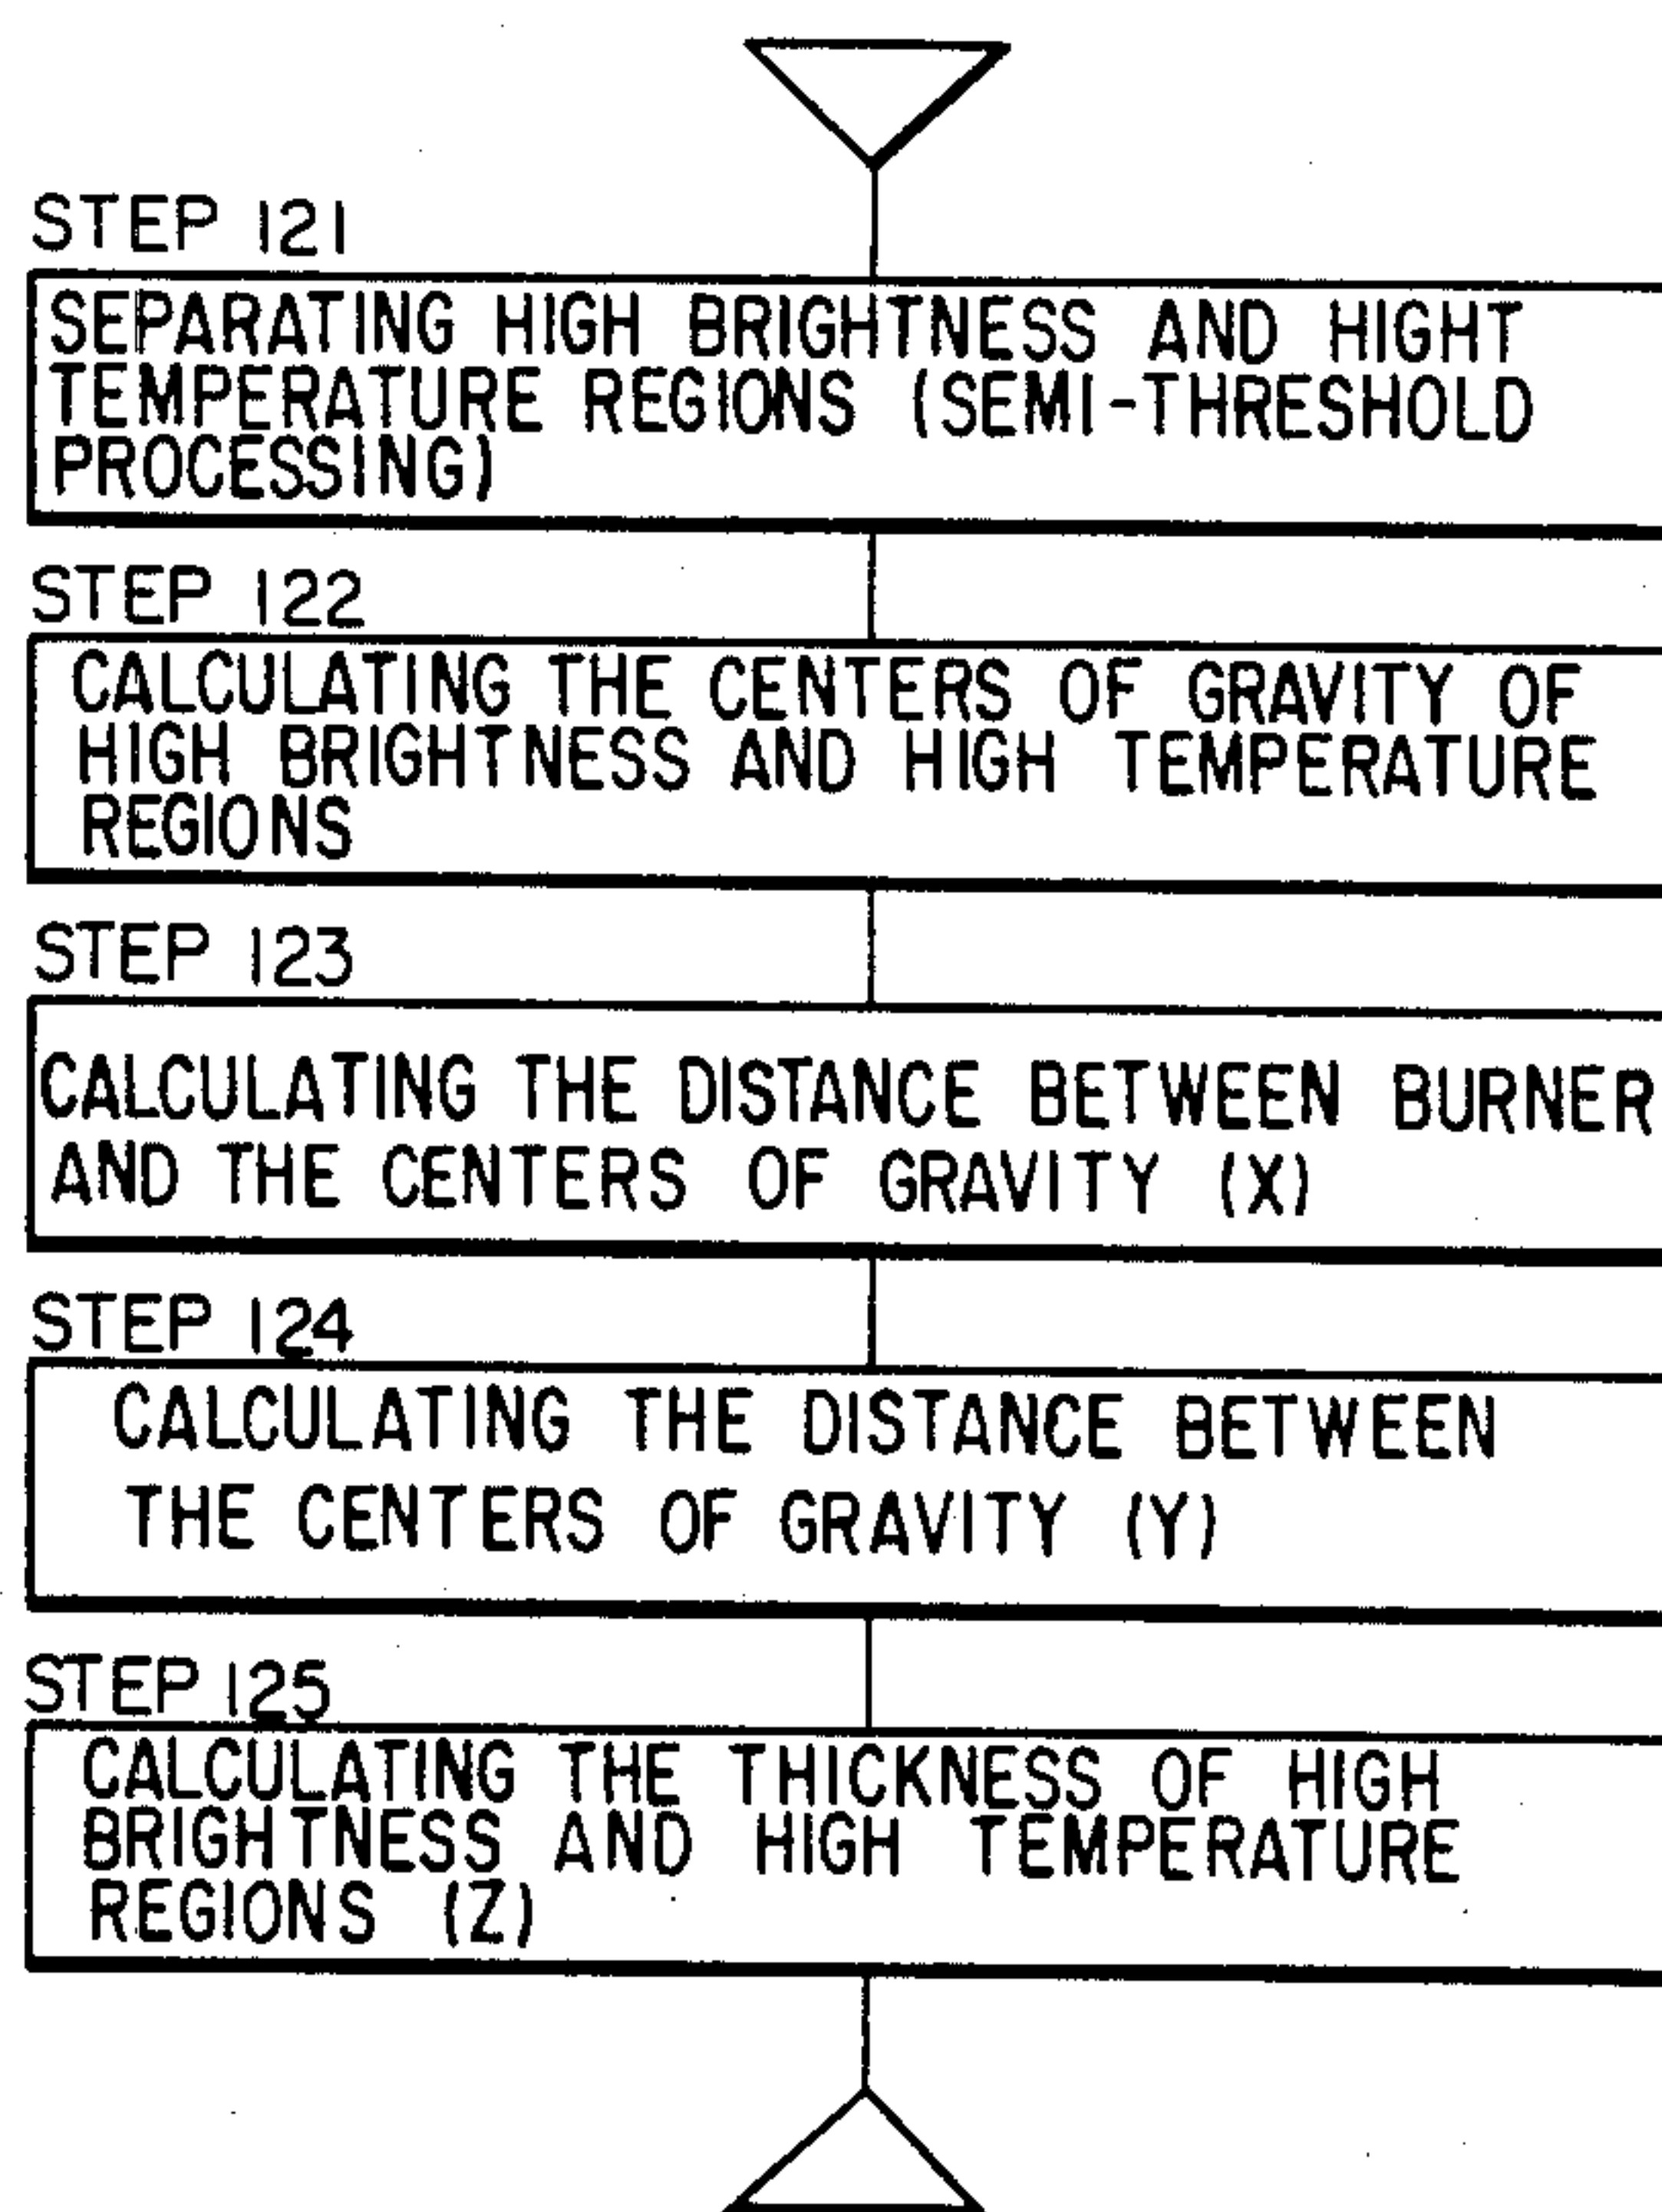 STEP 121
SEPARATING HIGH BRIGHTNESS AND HIGHT
TEMPERATURE REGIONS (SEMI-THRESHOLD
PROCESSING)
STEP 122
CALCULATING THE CENTERS OF GRAVITY OF
HIGH BRIGHTNESS AND HIGH TEMPERATURE
REGIONS
STEP 123
CALCULATING THE DISTANCE BETWEEN BURNER
AND THE CENTERS OF GRAVITY (X)
STEP 124
CALCULATING THE DISTANCE BETWEEN
THE CENTERS OF GRAVITY (Y)
STEP 125
CALCULATING THE THICKNESS OF HIGH
BRIGHTNESS AND HIGH TEMPERATURE
REGIONS (Z)